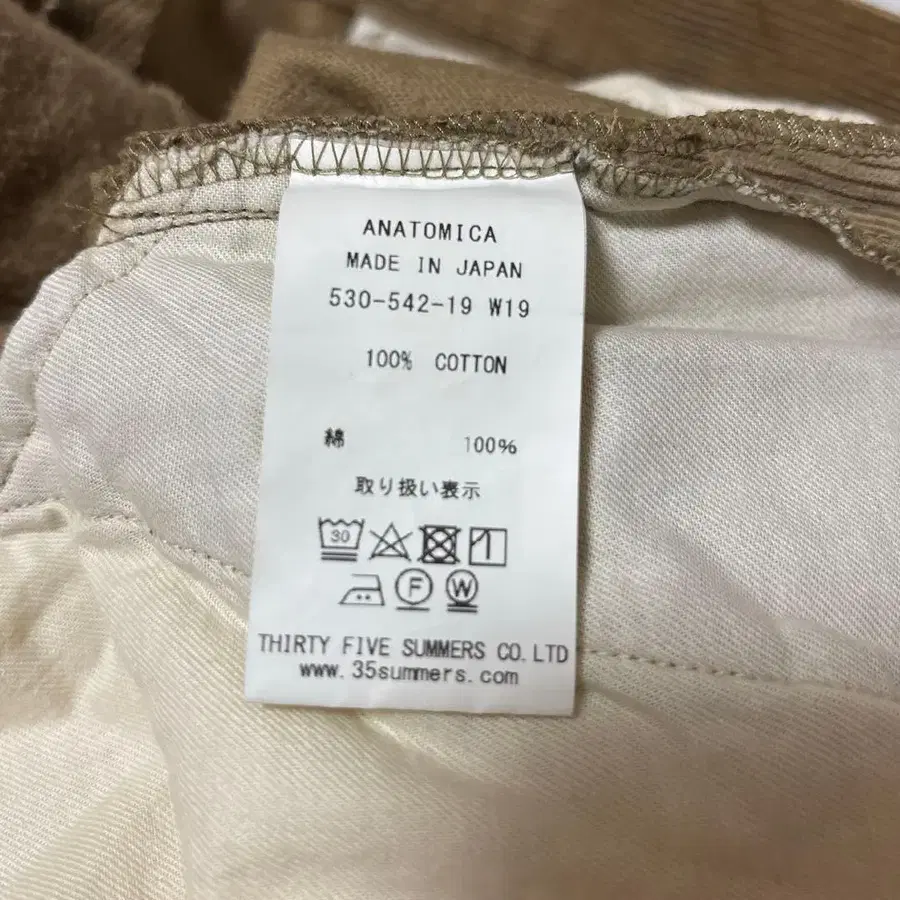 ANATOMICA
MADE IN JAPAN
530-542-19 W19
100% COTTON
綿 100%
取り扱い表示
30
F W
THIRTY FIVE SUMMERS CO. LTD
www.35summers.com